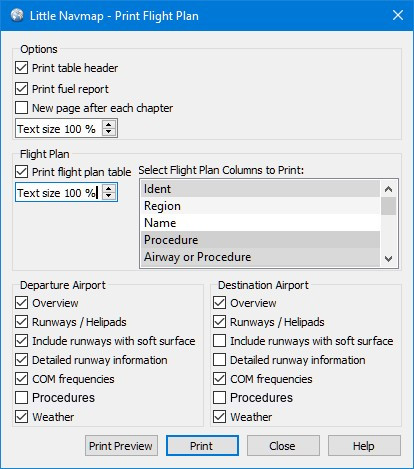 Little Navmap - Print Flight Plan
Options
Print table header
Print fuel report
New page after each chapter
Text size 100 %
Flight Plan
Print flight plan table
Text size 100 %
Select Flight Plan Columns to Print:
Ident
Region
Name
Procedure
Airway or Procedure
Departure Airport
Overview
Runways / Helipads
Include runways with soft surface
Detailed runway information
COM frequencies
Procedures
Weather
Destination Airport
Overview
Runways / Helipads
Include runways with soft surface
Detailed runway information
COM frequencies
Procedures
Weather
Print Preview
Print
Close
Help